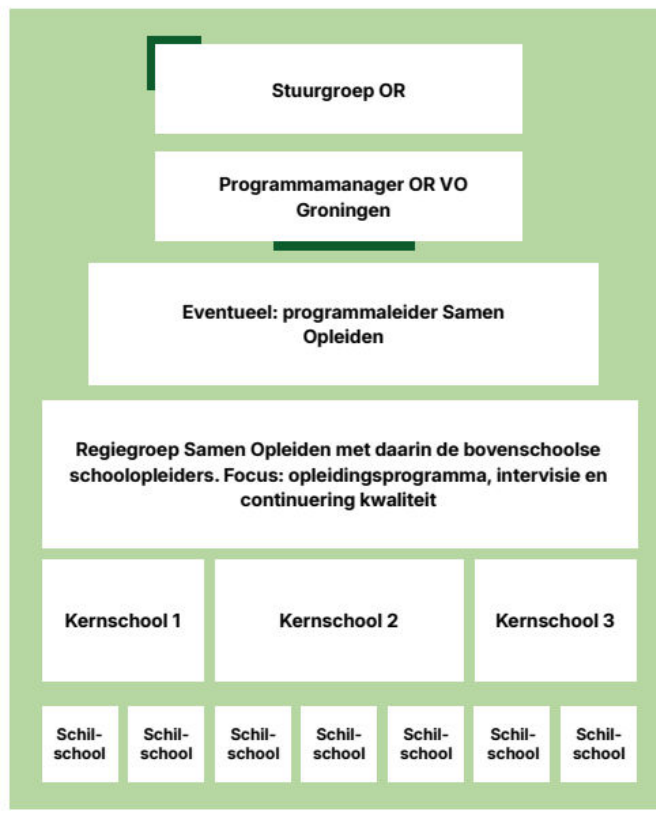 Stuurgroep OR
Programmamanager OR VO
Groningen
Eventueel: programmaleider Samen
Opleiden
Regiegroep Samen Opleiden met daarin de bovenschoolse
schoolopleiders. Focus: opleidingsprogramma, intervisie en
continuering kwaliteit
Kernschool 1
Kernschool 2
Kernschool 3
Schil-
school
Schil-
school
Schil-
school
Schil-
school
Schil-
school
Schil-
school
Schil-
school